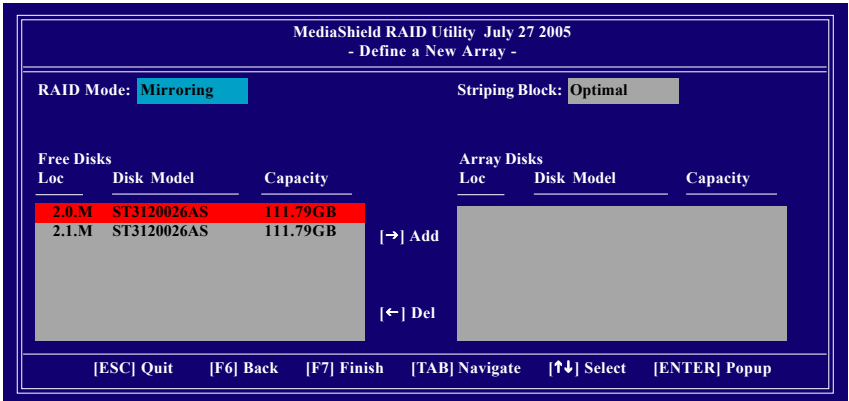 MediaShield RAID Utility July 27 2005
- Define a New Array -
RAID Mode: Mirroring Striping Block: Optimal
Free Disks Array Disks
Loc Disk Model Capacity Loc Disk Model Capacity
2.0.M ST3120026AS 111.79GB
2.1.M ST3120026AS 111.79GB
[→] Add
[←] Del
[ESC] Quit [F6] Back [F7] Finish [TAB] Navigate [↑↓] Select [ENTER] Popup